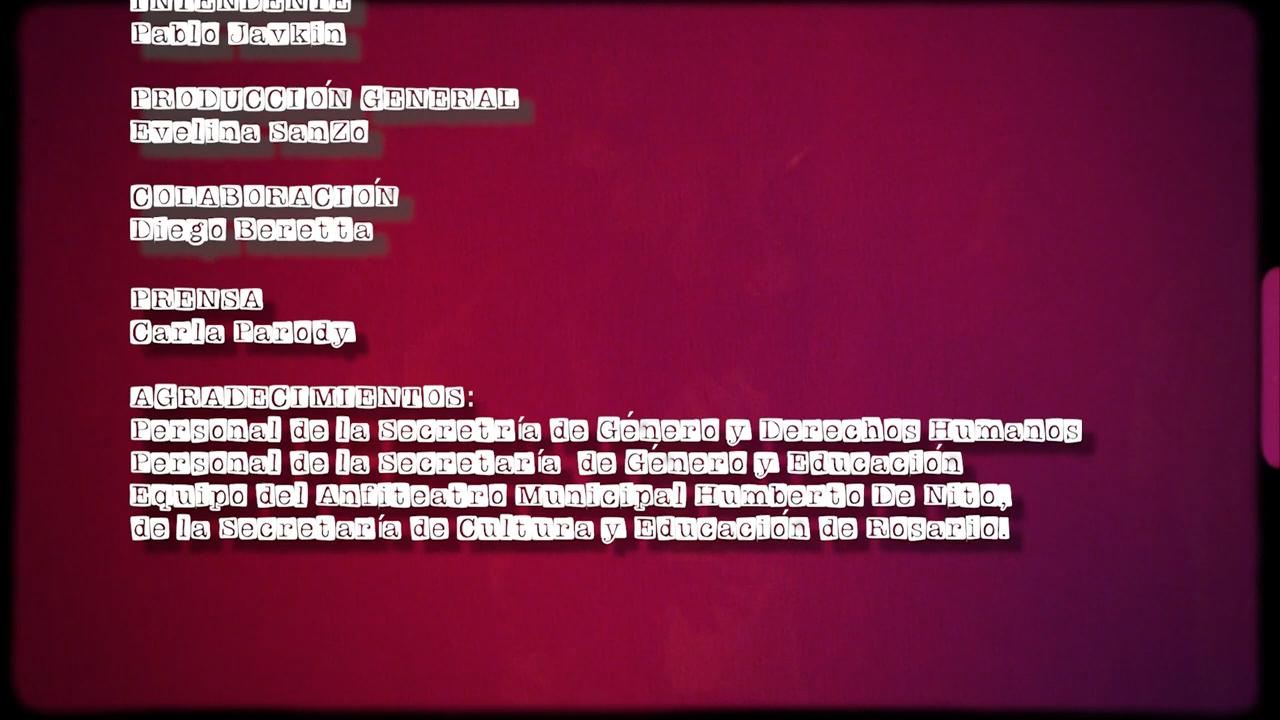 INTENDENTE
Pablo Javkin
PRODUCCIÓN GENERAL
Evelina SanZo
COLABORACIÓN
Diego Beretta
PRENSA
Carla Parody
AGRADECIMIENTOS:
Personal de la Secretría de Género y Derechos Humanos
Personal de la Secretaría de Género y Educación
Equipo del Anfiteatro Municipal Humberto De Nito,
de la Secretaría de Cultura y Educación de Rosario.